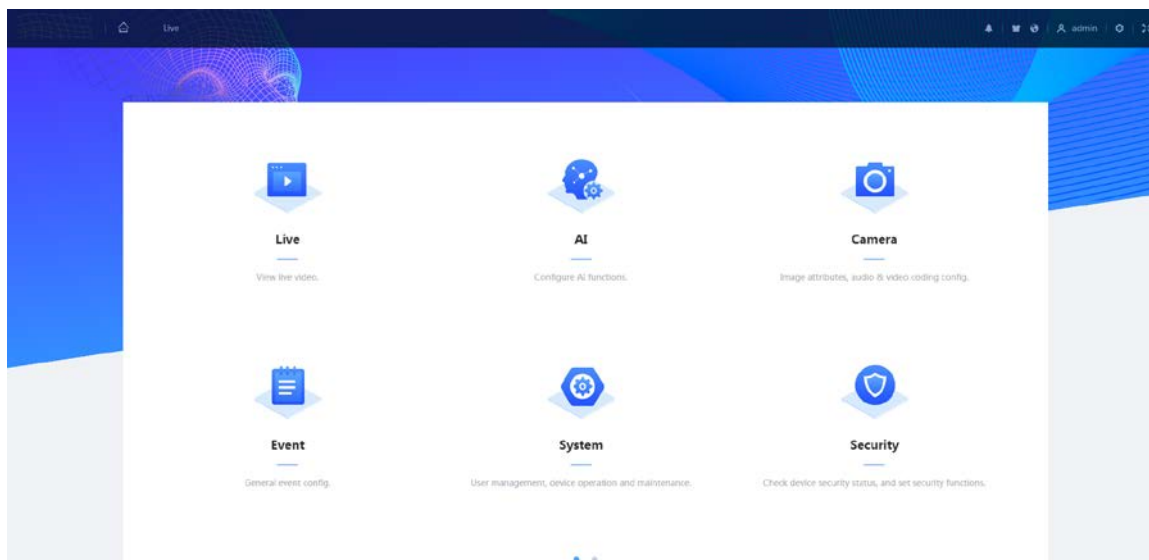 Live
admin
Live
AI
Camera
View live video.
Configure AI functions.
Image attributes, audio & video coding config.
Event
System
Security
General event config.
User management, device operation and maintenance.
Check device security status, and set security functions.